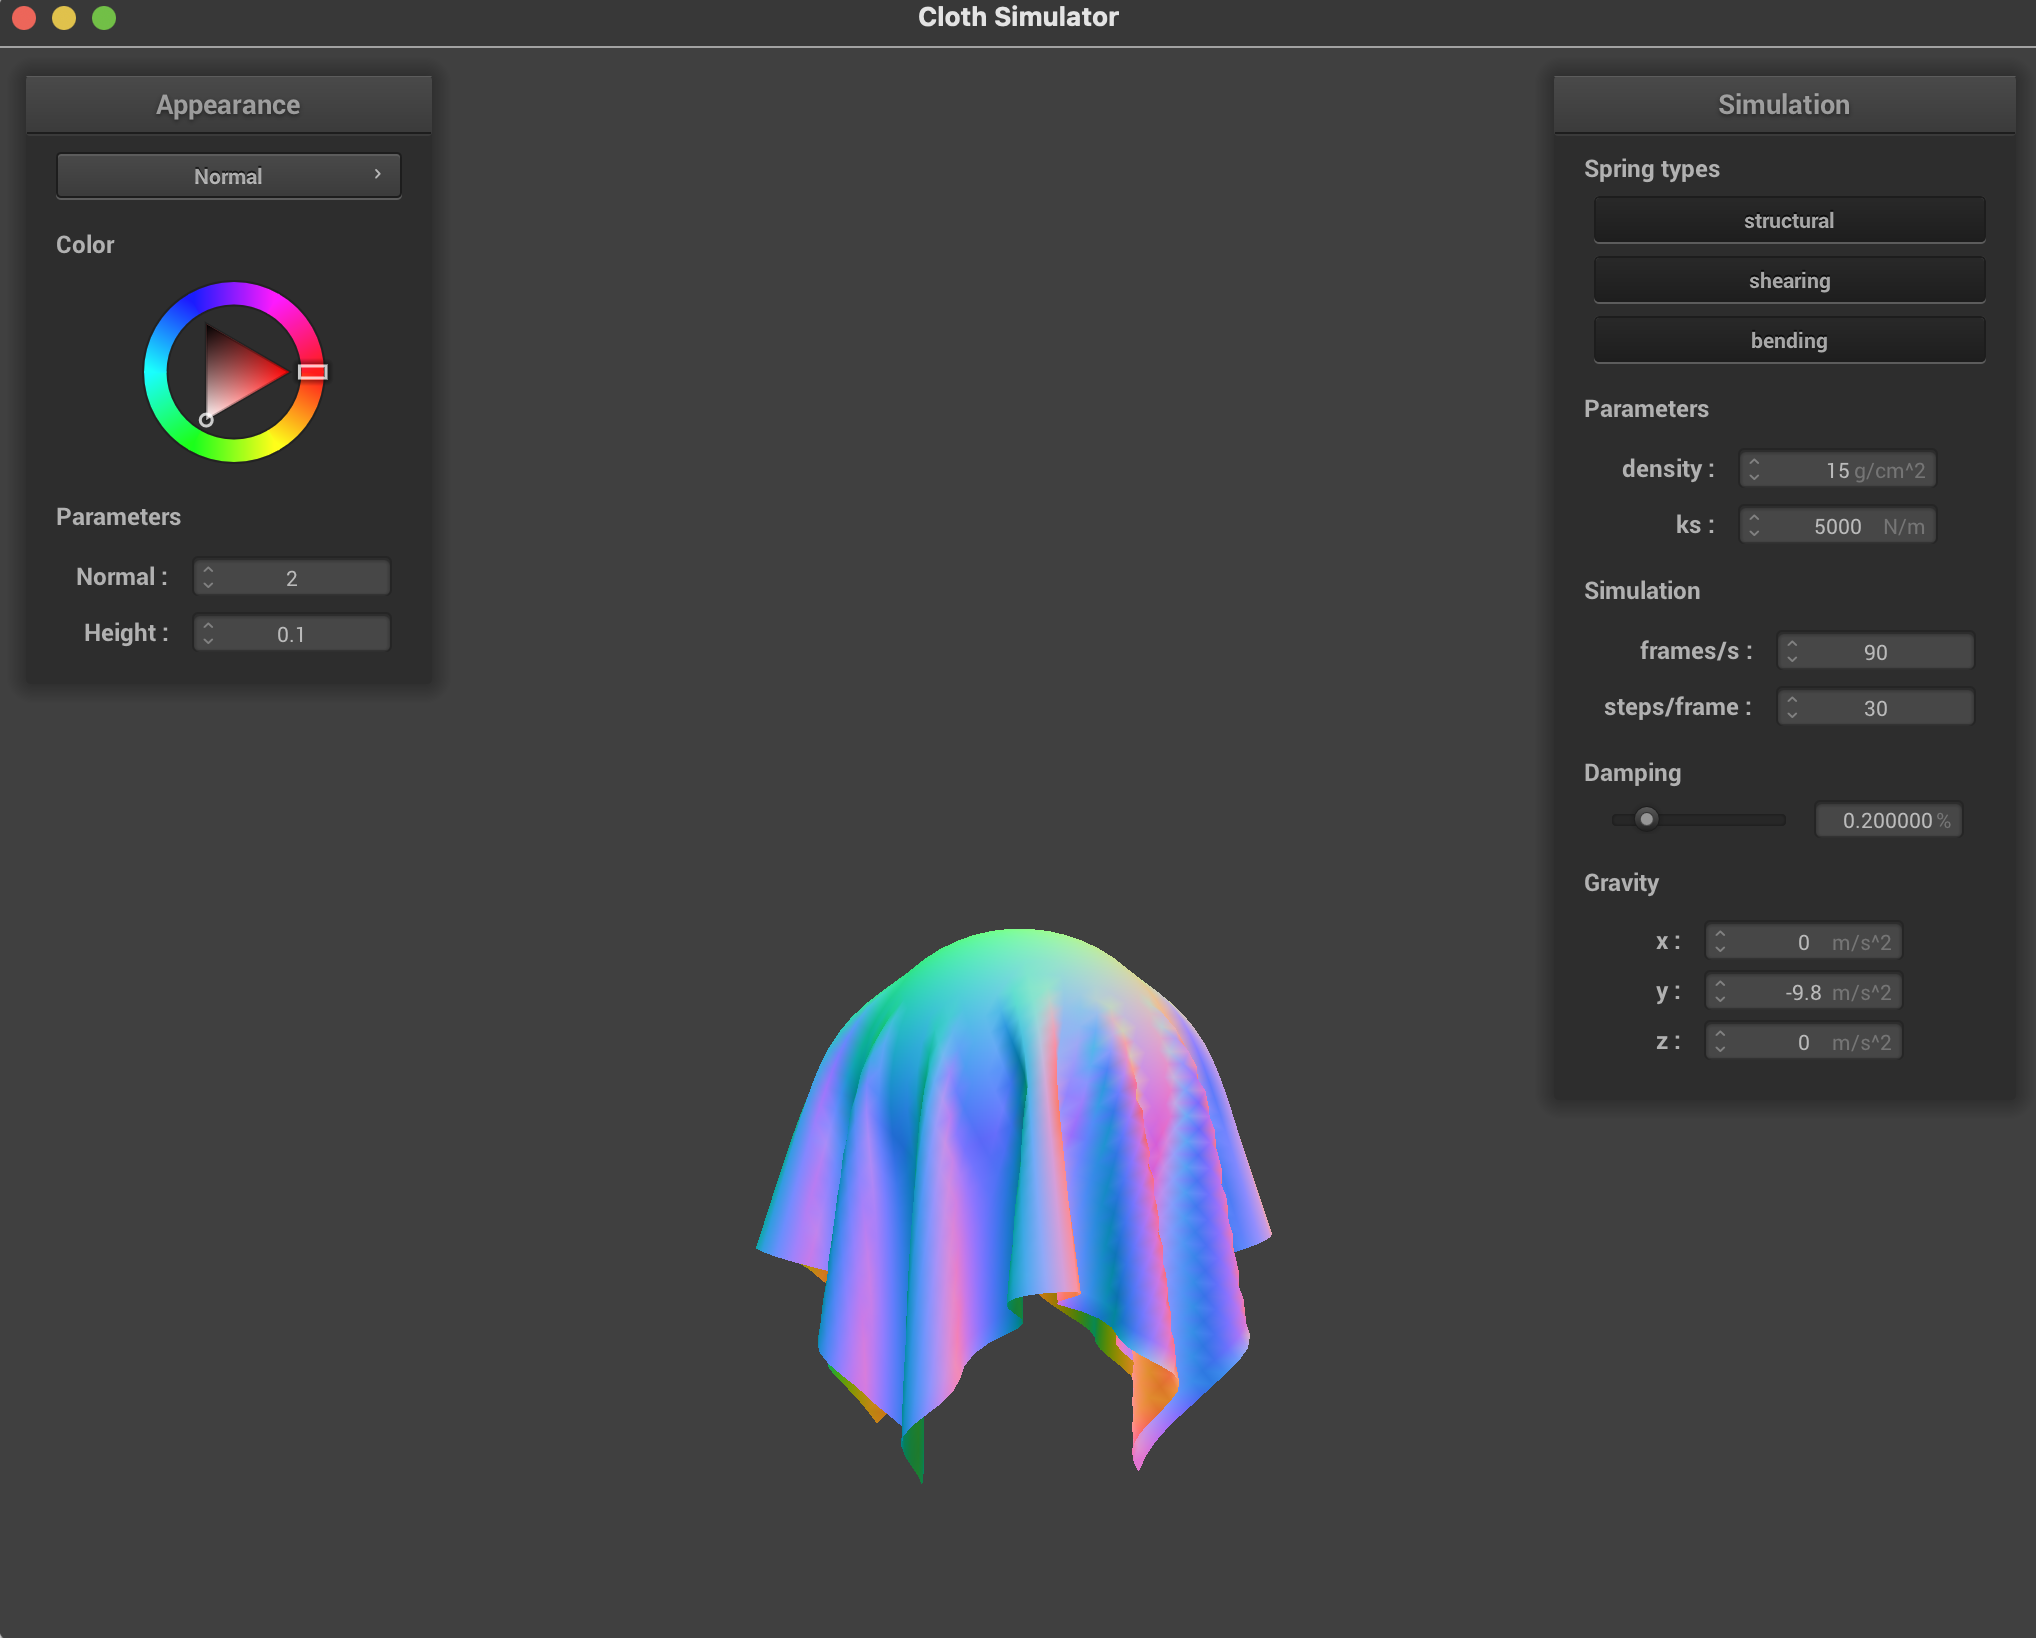 Cloth Simulator
Appearance
Normal
Color
Parameters
Normal : 2
Height : 0.1
Simulation
Spring types
structural
shearing
bending
Parameters
density : 15 g/cm^2
ks : 5000 N/m
Simulation
frames/s : 90
steps/frame : 30
Damping
0.200000 %
Gravity
x : 0 m/s^2
y : -9.8 m/s^2
z : 0 m/s^2